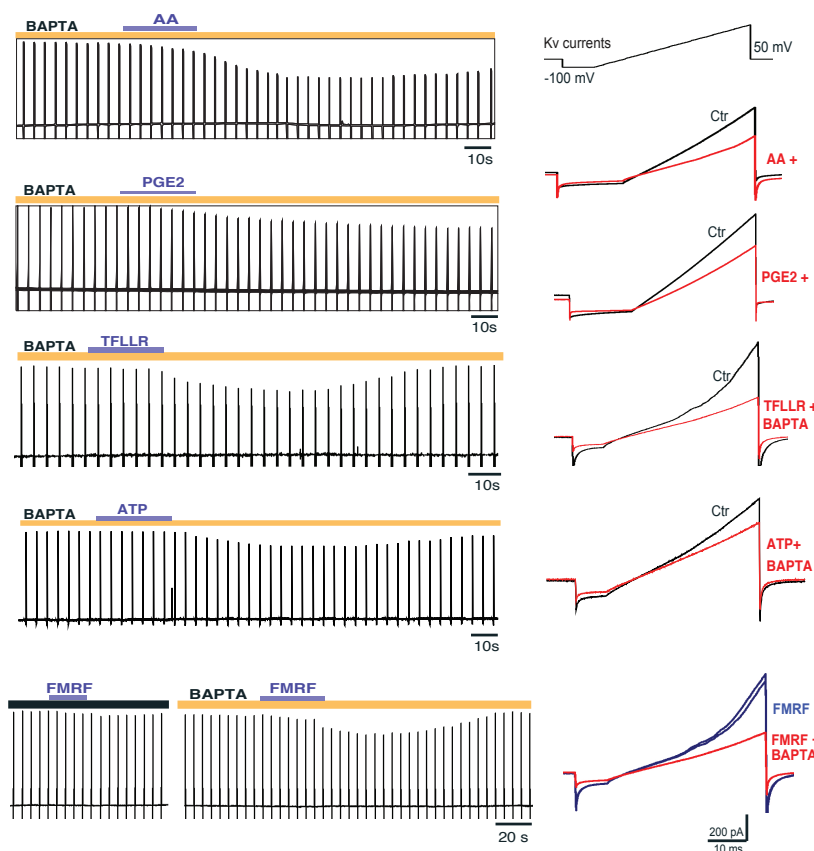 BAPTA
AA
10s
Kv currents
50 mV
-100 mV
Ctr
AA +
BAPTA
PGE2
10s
Ctr
PGE2 +
BAPTA
TFLLR
10s
Ctr
TFLLR +
BAPTA
BAPTA
ATP
10s
Ctr
ATP+
BAPTA
FMRF
BAPTA
FMRF
20 s
FMRF
FMRF +
BAPTA
200 pA
10 ms